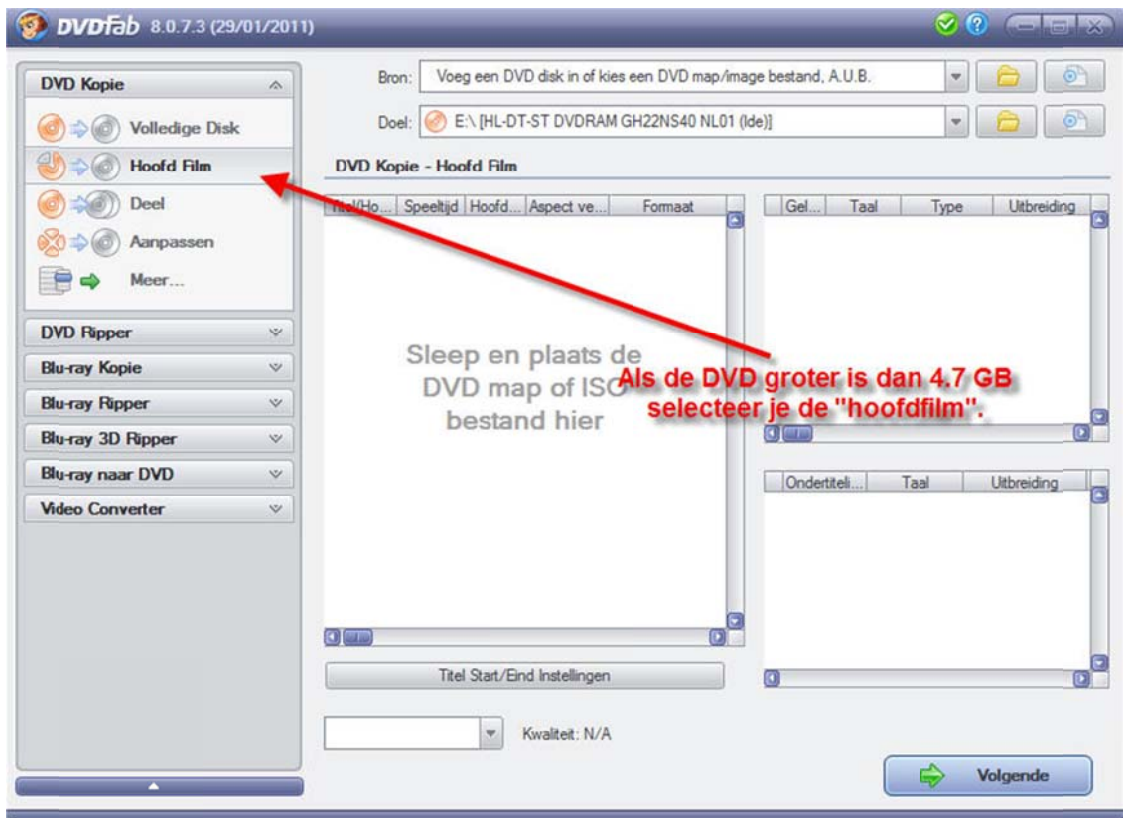 DVDFab 8.0.7.3 (29/01/2011)
DVD Kopie
Volledige Disk
Hoofd Film
Deel
Aanpassen
Meer...
DVD Ripper
Blu-ray Kopie
Blu-ray Ripper
Blu-ray 3D Ripper
Blu-ray naar DVD
Video Converter
Bron: Voeg een DVD disk in of kies een DVD map/image bestand, A.U.B.
Doel: E:\ [HL-DT-ST DVDRAM GH22NS40 NL01 (Ide)]
DVD Kopie - Hoofd Film
Titel/Ho... Speeltijd Hoofd... Aspect ve... Formaat
Gel... Taal Type Uitbreiding
Sleep en plaats de
DVD map of ISO
bestand hier
Als de DVD groter is dan 4.7 GB
selecteer je de "hoofdfilm".
Ondertiteli... Taal Uitbreiding
Titel Start/Eind Instellingen
Kwaliteit: N/A
Volgende